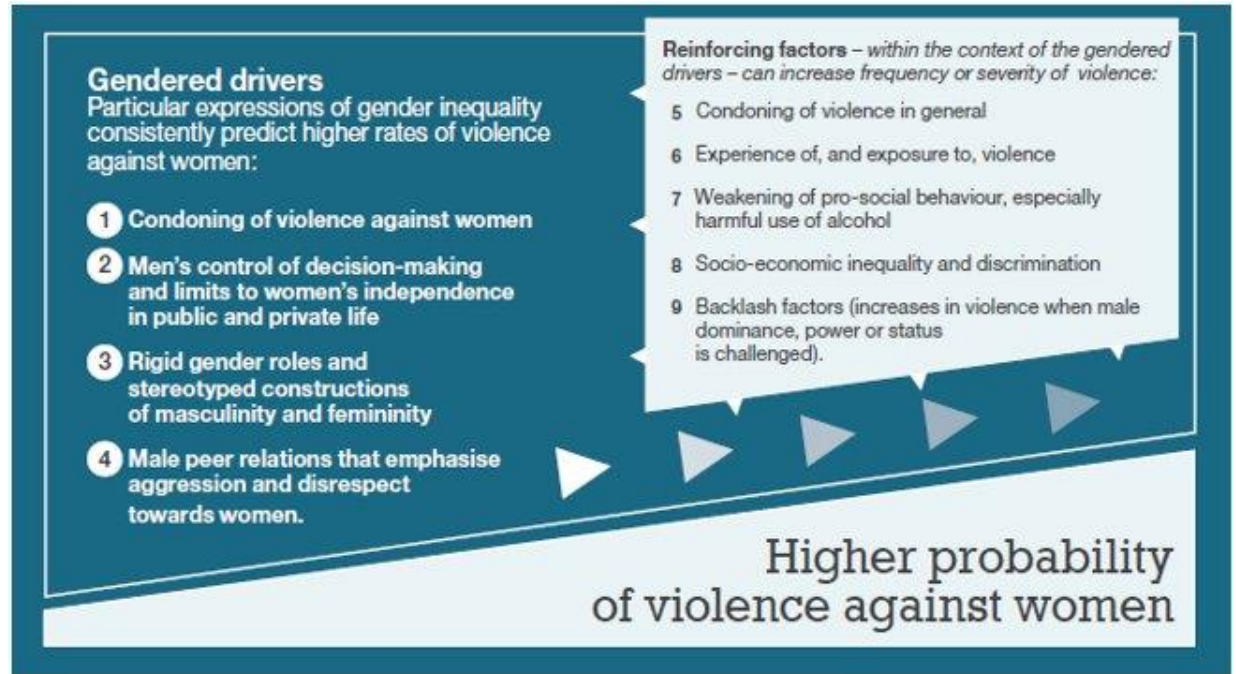 Gendered drivers
Particular expressions of gender inequality
consistently predict higher rates of violence
against women:
1 Condoning of violence against women
2 Men's control of decision-making
and limits to women's independence
in public and private life
3 Rigid gender roles and
stereotyped constructions
of masculinity and femininity
4 Male peer relations that emphasise
aggression and disrespect
towards women.
Reinforcing factors – within the context of the gendered
drivers – can increase frequency or severity of violence:
5 Condoning of violence in general
6 Experience of, and exposure to, violence
7 Weakening of pro-social behaviour, especially
harmful use of alcohol
8 Socio-economic inequality and discrimination
9 Backlash factors (increases in violence when male
dominance, power or status
is challenged).
Higher probability
of violence against women